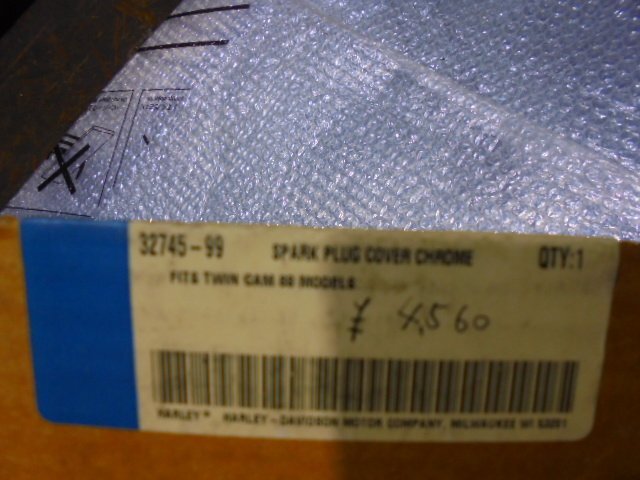 32745-99 SPARK PLUG COVER CHROME QTY:1
FITS TWIN CAM 88 MODELS
¥ 4,560
HARLEY HARLEY-DAVIDSON MOTOR COMPANY, MILWAUKEE WI 53201